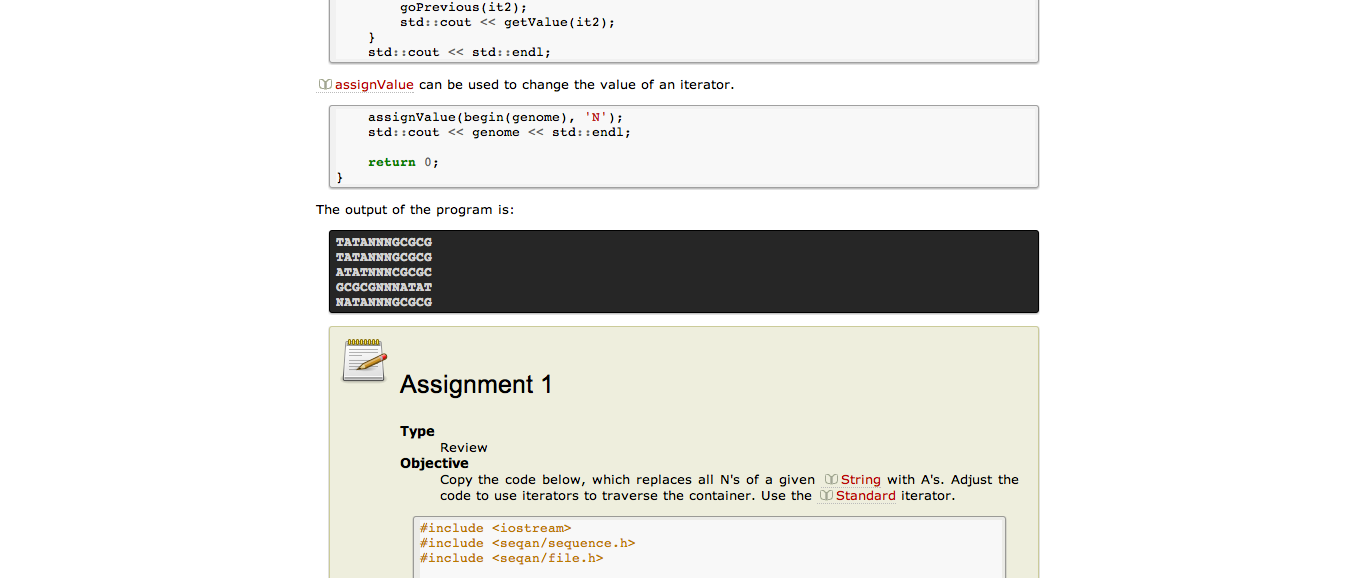 goPrevious(it2);
        std::cout << getValue(it2);
    }
    std::cout << std::endl;
assignValue can be used to change the value of an iterator.
    assignValue(begin(genome), 'N');
    std::cout << genome << std::endl;
    return 0;
}
The output of the program is:
TATANNNGCGCG
TATANNNGCGCG
ATATNNNCGCGC
GCGCGNNNATAT
NATANNNGCGCG
Assignment 1
Type
Review
Objective
Copy the code below, which replaces all N's of a given String with A's. Adjust the
code to use iterators to traverse the container. Use the Standard iterator.
#include <iostream>
#include <seqan/sequence.h>
#include <seqan/file.h>